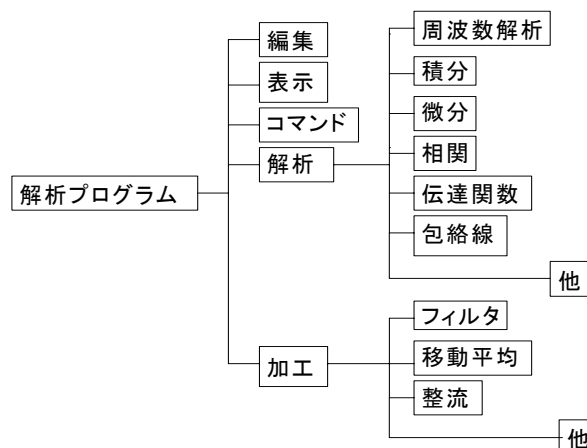 解析プログラム
編集
表示
コマンド
解析
周波数解析
積分
微分
相関
伝達関数
包絡線
他
加工
フィルタ
移動平均
整流
他